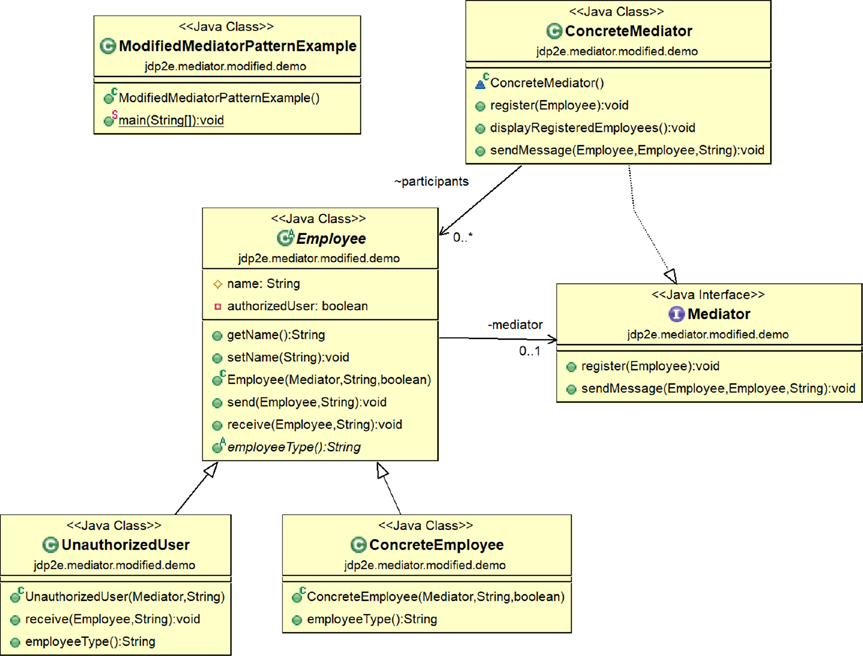 <<Java Class>>
ModifiedMediatorPatternExample
jdp2e.mediator.modified.demo
ModifiedMediatorPatternExample()
main(String[]):void
<<Java Class>>
ConcreteMediator
jdp2e.mediator.modified.demo
ConcreteMediator()
register(Employee):void
displayRegisteredEmployees():void
sendMessage(Employee,Employee,String):void
~participants
0..*
<<Java Class>>
Employee
jdp2e.mediator.modified.demo
name: String
authorizedUser: boolean
getName():String
setName(String):void
Employee(Mediator,String,boolean)
send(Employee,String):void
receive(Employee,String):void
employeeType():String
-mediator
0..1
<<Java Interface>>
Mediator
jdp2e.mediator.modified.demo
register(Employee):void
sendMessage(Employee,Employee,String):void
<<Java Class>>
UnauthorizedUser
jdp2e.mediator.modified.demo
UnauthorizedUser(Mediator,String)
receive(Employee,String):void
employeeType():String
<<Java Class>>
ConcreteEmployee
jdp2e.mediator.modified.demo
ConcreteEmployee(Mediator,String,boolean)
employeeType():String